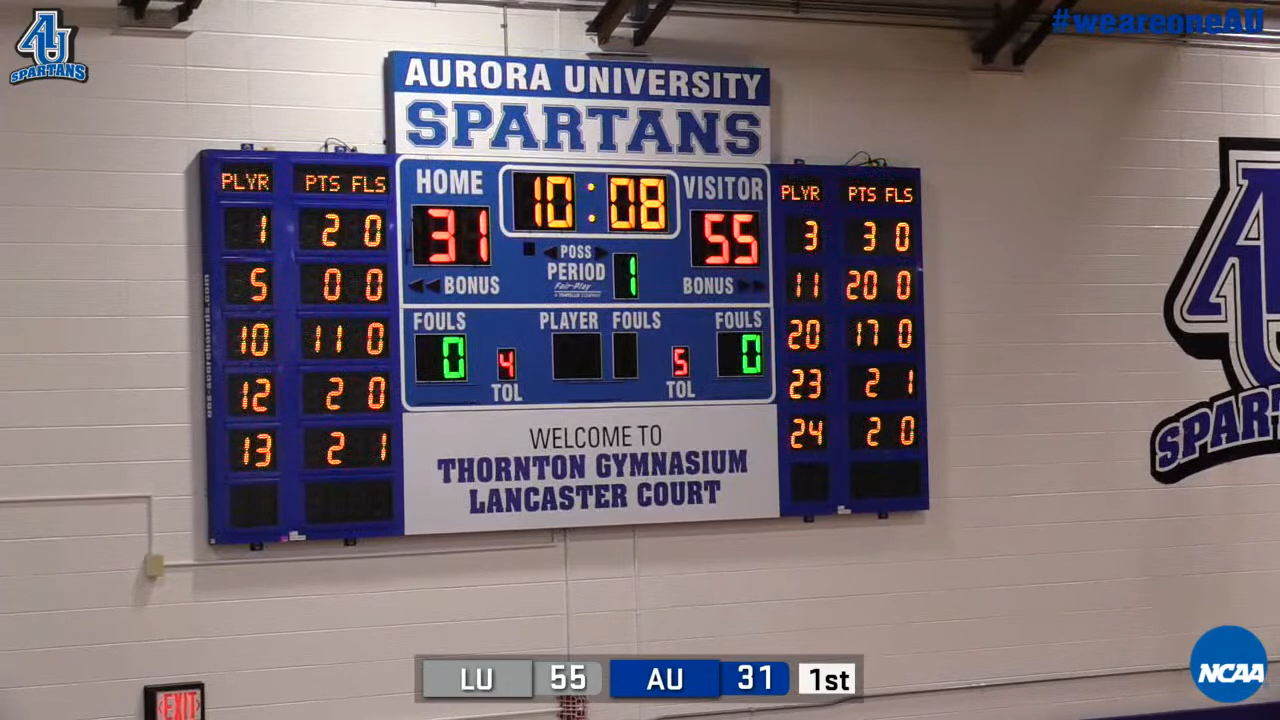 AU
SPARTANS
#weareoneAU
AURORA UNIVERSITY
SPARTANS
PLYR PTS FLS
1 2 0
5 0 0
10 11 0
12 2 0
13 2 1
HOME 10:08 VISITOR
31 55
POSS
PERIOD 1
Fair-Play
BONUS BONUS
FOULS PLAYER FOULS FOULS
0 4 5 0
TOL TOL
WELCOME TO
THORNTON GYMNASIUM
LANCASTER COURT
PLYR PTS FLS
3 3 0
11 20 0
20 17 0
23 2 1
24 2 0
AU
SPAR
LU 55 AU 31 1st
EXIT
NCAA